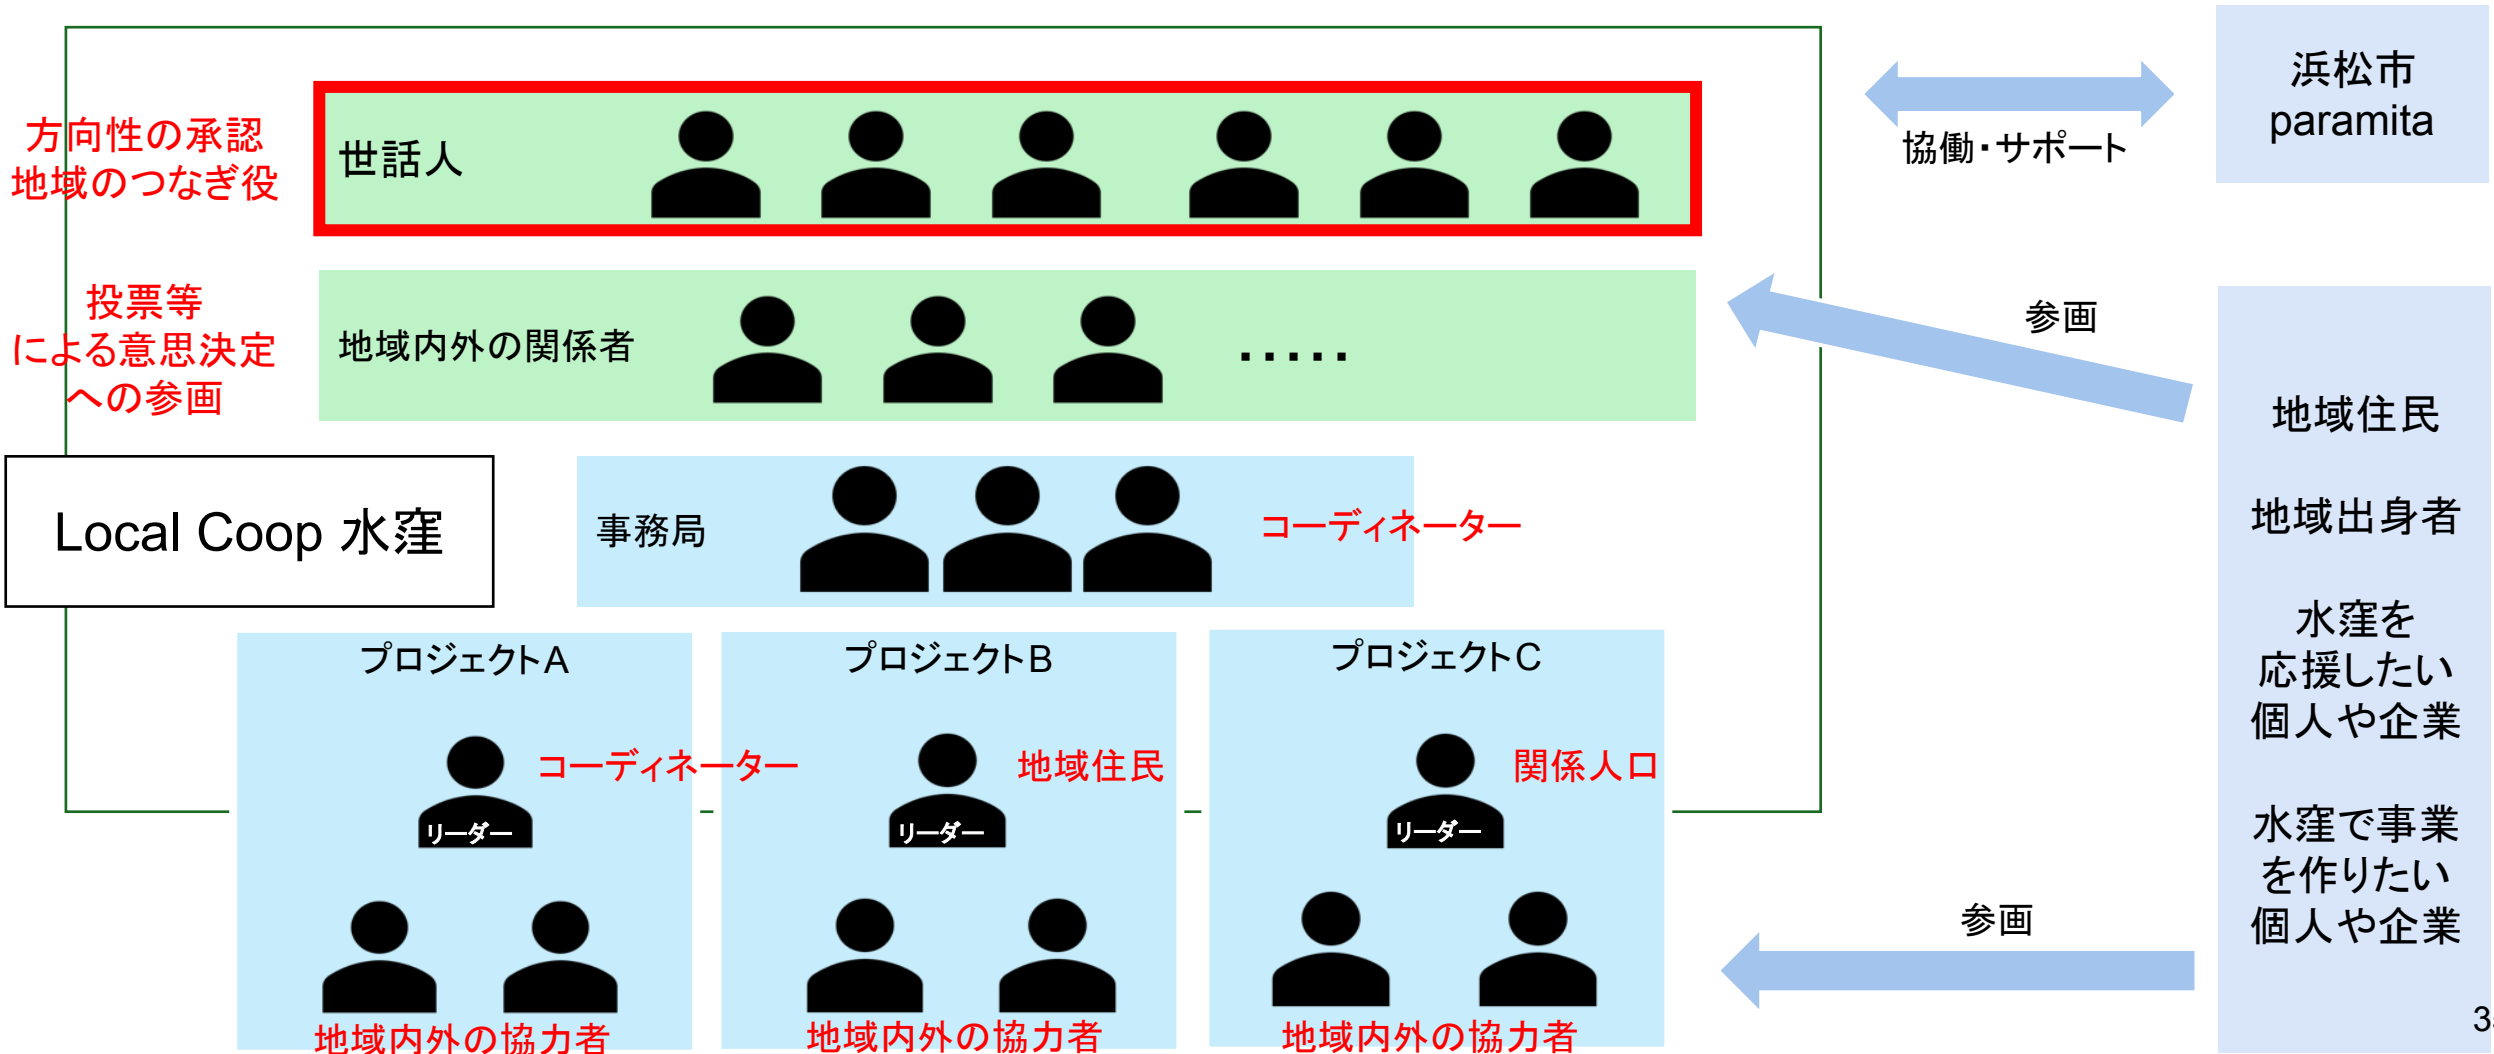 浜松市
paramita
協働・サポート
方向性の承認
地域のつなぎ役
世話人
投票等
による意思決定
への参画
地域内外の関係者
・・・・・
参画
地域住民
地域出身者
水窪を
応援したい
個人や企業
水窪で事業
を作りたい
個人や企業
Local Coop 水窪
事務局
コーディネーター
プロジェクトA
コーディネーター
リーダー
地域内外の協力者
プロジェクトB
地域住民
リーダー
地域内外の協力者
プロジェクトC
関係人口
リーダー
地域内外の協力者
参画